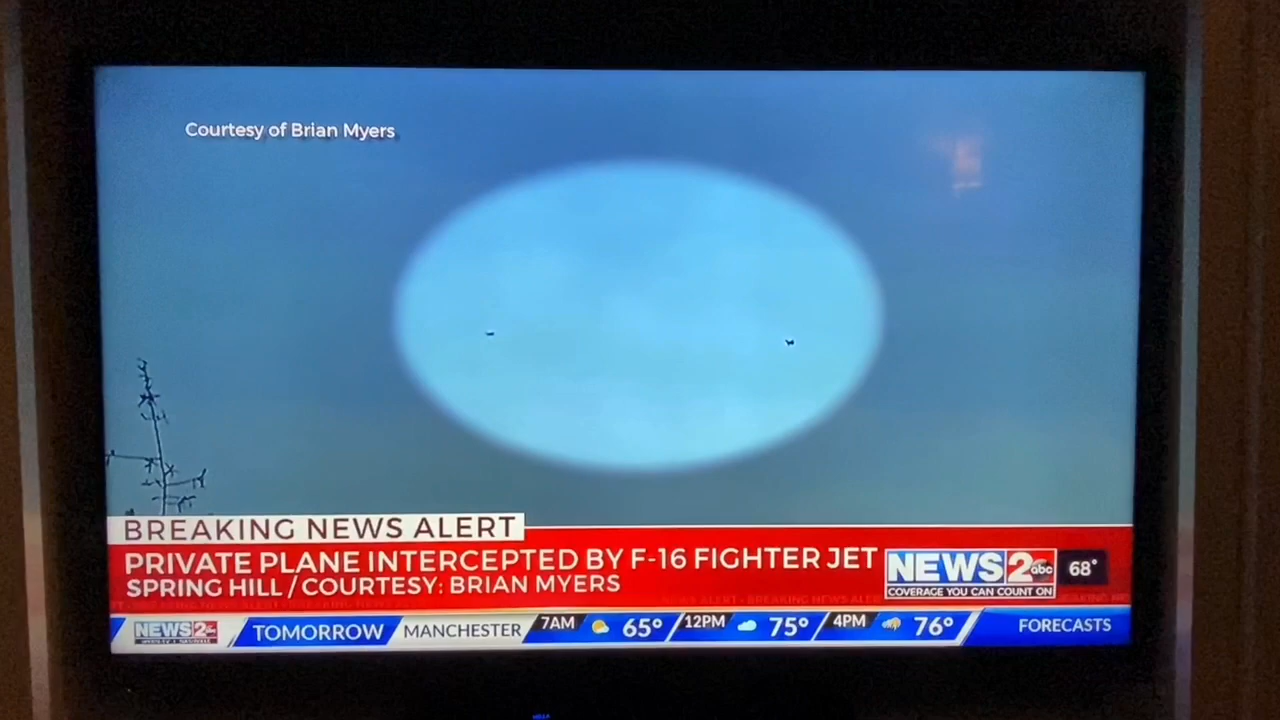 Courtesy of Brian Myers
BREAKING NEWS ALERT
PRIVATE PLANE INTERCEPTED BY F-16 FIGHTER JET
SPRING HILL / COURTESY: BRIAN MYERS
NEWS 2 abc
COVERAGE YOU CAN COUNT ON
68°
NEWS 2
TOMORROW
MANCHESTER
7AM 65°
12PM 75°
4PM 76°
FORECASTS